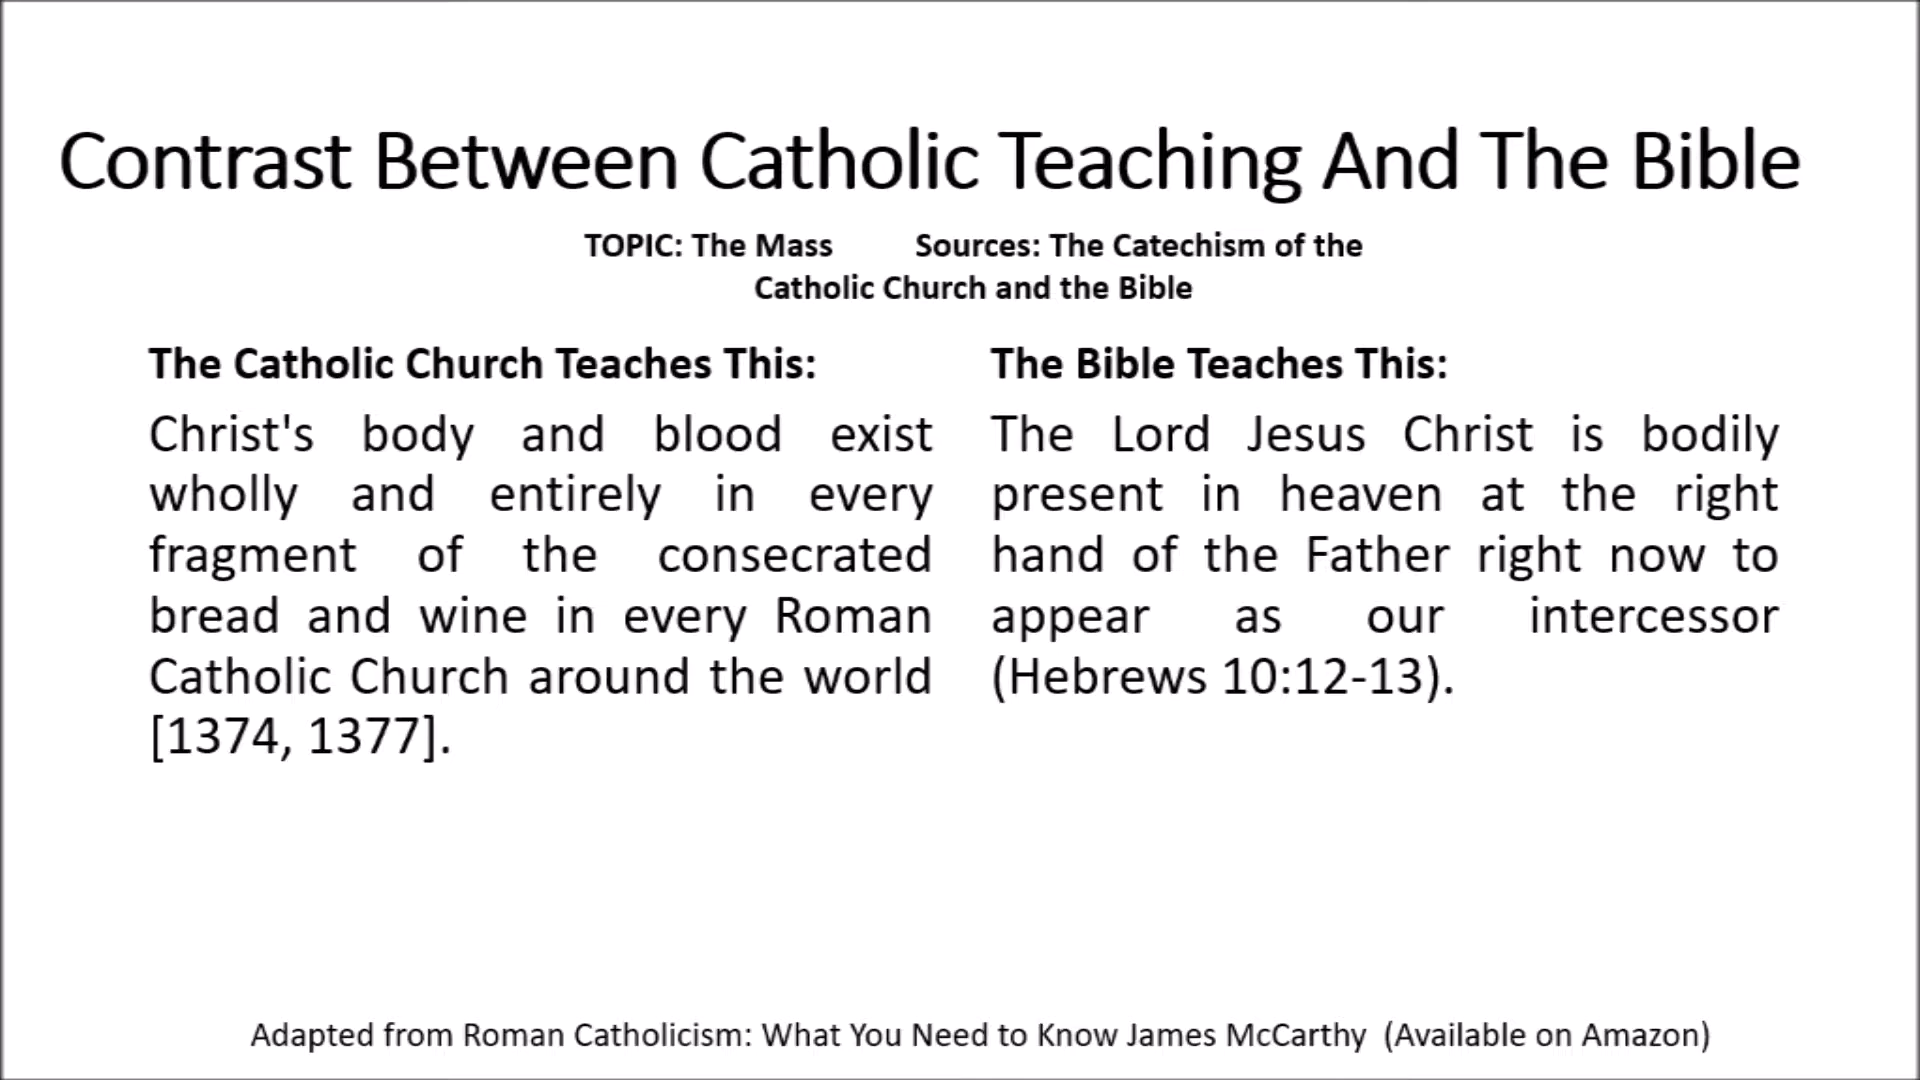 Contrast Between Catholic Teaching And The Bible
TOPIC: The Mass Sources: The Catechism of the
Catholic Church and the Bible
The Catholic Church Teaches This:
Christ's body and blood exist
wholly and entirely in every
fragment of the consecrated
bread and wine in every Roman
Catholic Church around the world
[1374, 1377].
The Bible Teaches This:
The Lord Jesus Christ is bodily
present in heaven at the right
hand of the Father right now to
appear as our intercessor
(Hebrews 10:12-13).
Adapted from Roman Catholicism: What You Need to Know James McCarthy (Available on Amazon)